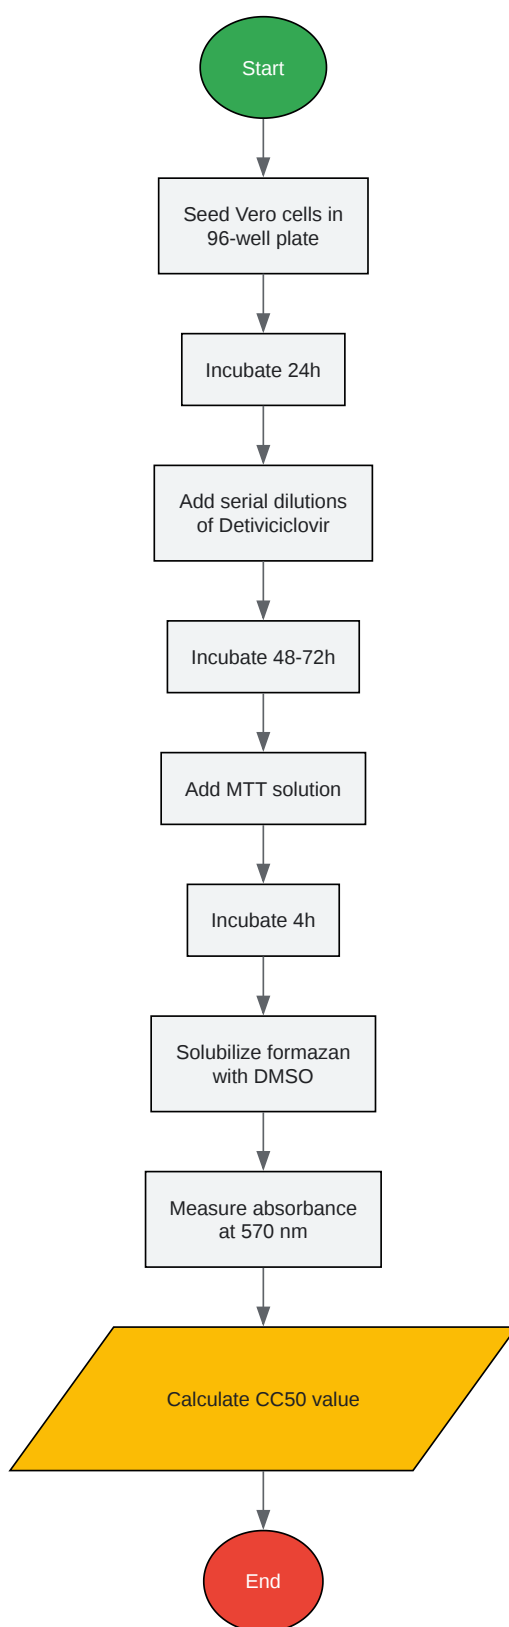 Start
Seed Vero cells in
96-well plate
Incubate 24h
Add serial dilutions
of Detiviciclovir
Incubate 48-72h
Add MTT solution
Incubate 4h
Solubilize formazan
with DMSO
Measure absorbance
at 570 nm
Calculate CC50 value
End